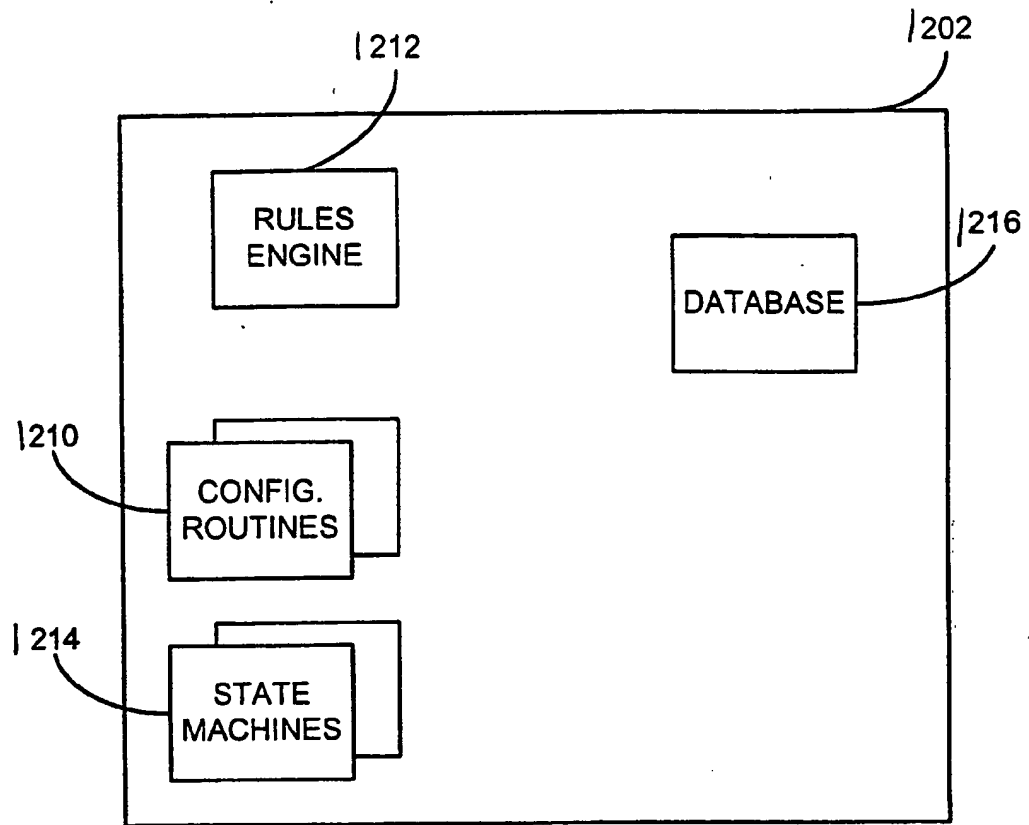 |212
|202
RULES
ENGINE
|216
DATABASE
|210
CONFIG.
ROUTINES
|214
STATE
MACHINES